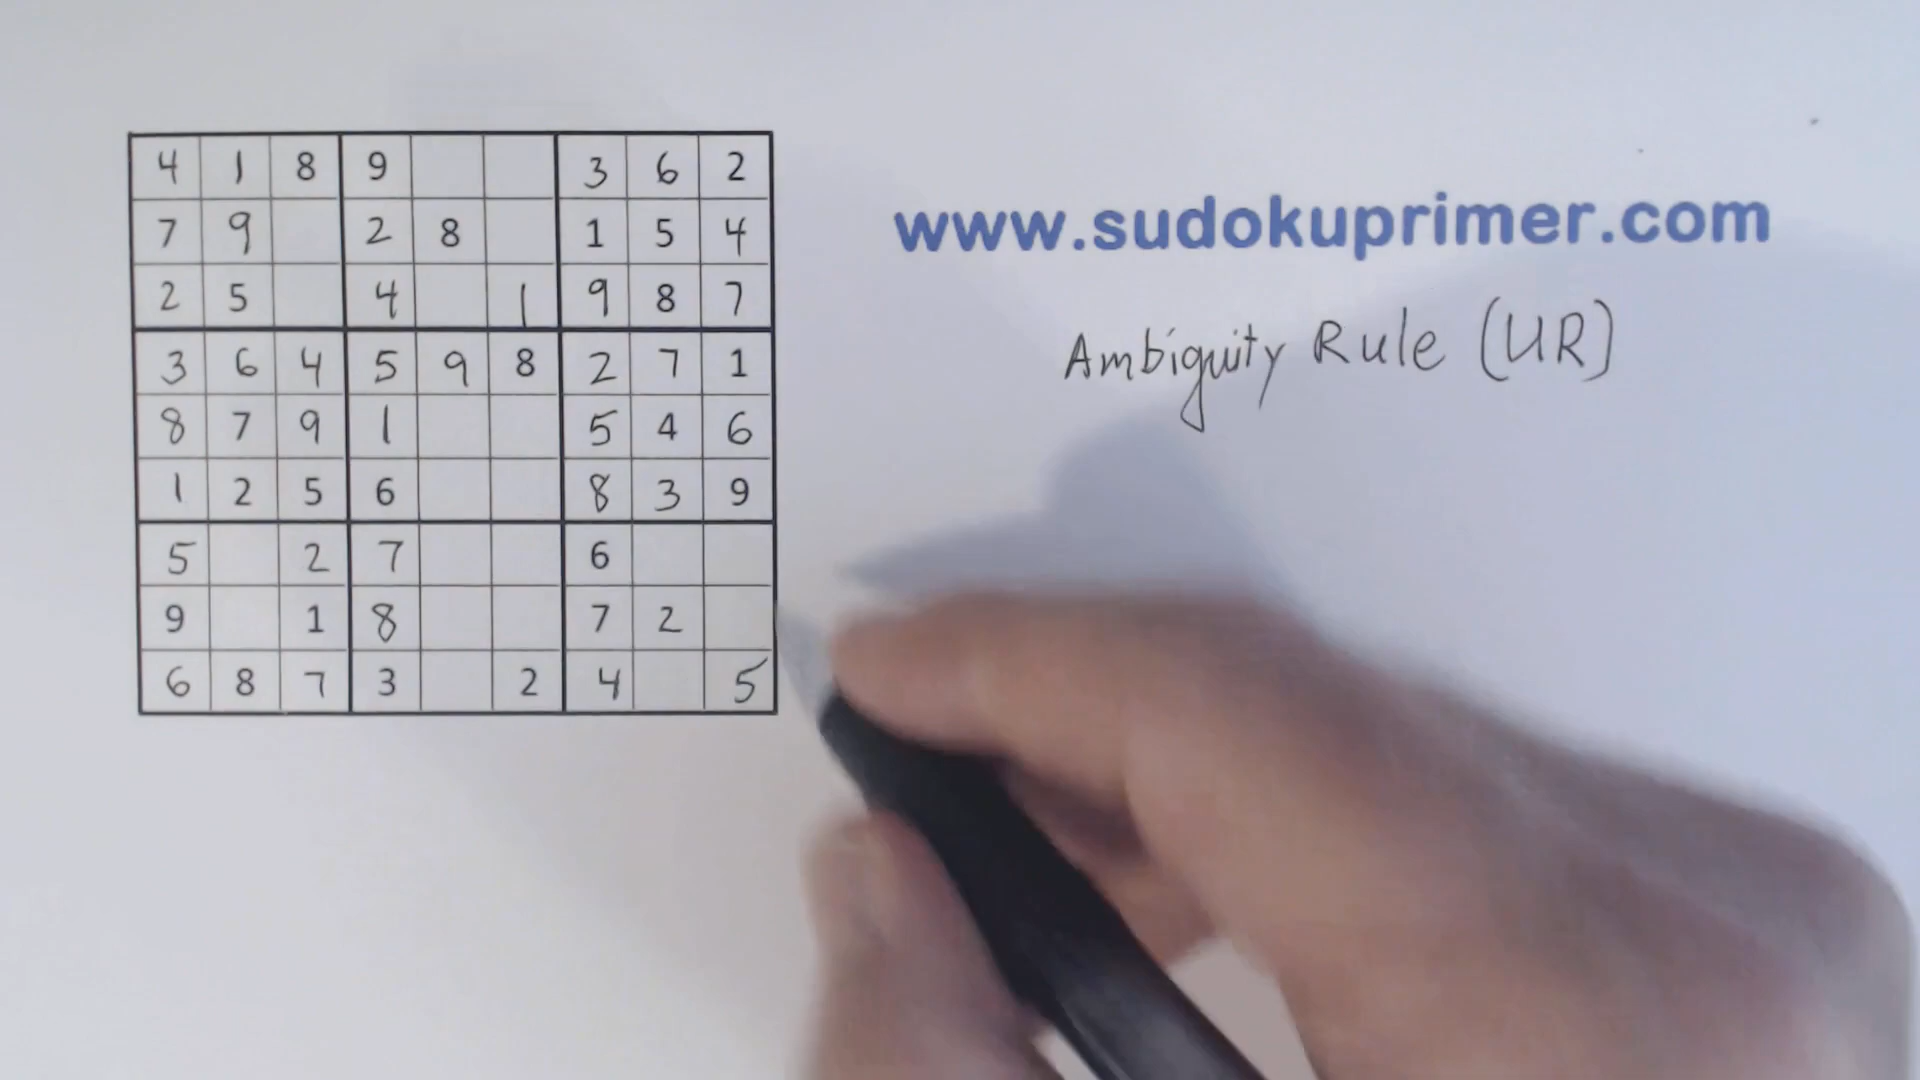 4 1 8 9 3 6 2
7 9 2 8 1 5 4
2 5 4 1 9 8 7
3 6 4 5 9 8 2 7 1
8 7 9 1 5 4 6
1 2 5 6 8 3 9
5 2 7 6
9 1 8 7 2
6 8 7 3 2 4 5
www.sudokuprimer.com
Ambiguity Rule (UR)